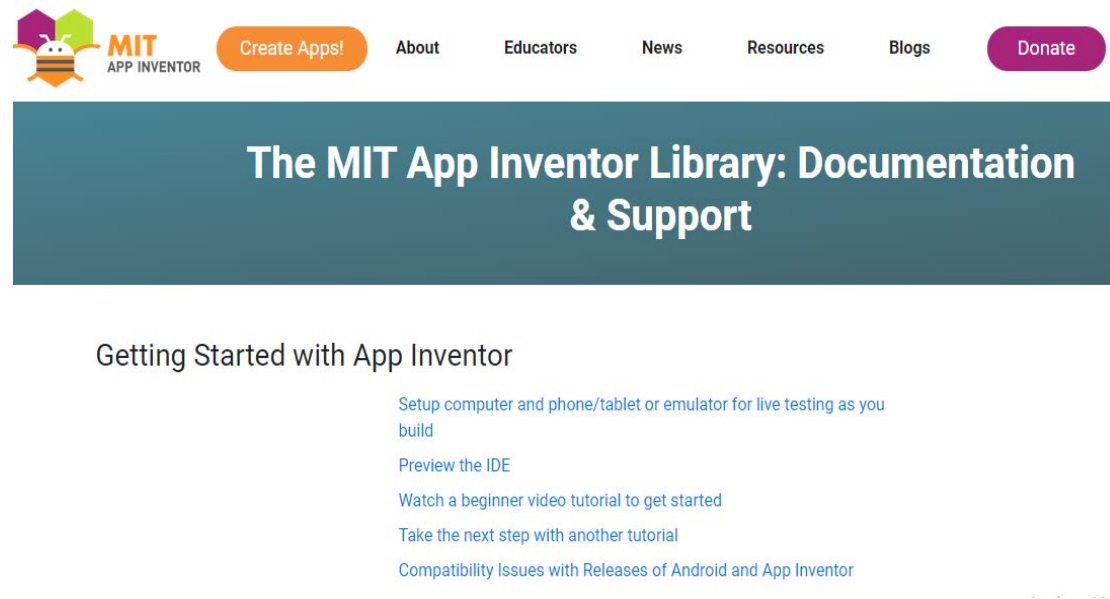 MIT
APP INVENTOR
Create Apps!
About
Educators
News
Resources
Blogs
Donate
The MIT App Inventor Library: Documentation
& Support
Getting Started with App Inventor
Setup computer and phone/tablet or emulator for live testing as you
build
Preview the IDE
Watch a beginner video tutorial to get started
Take the next step with another tutorial
Compatibility Issues with Releases of Android and App Inventor